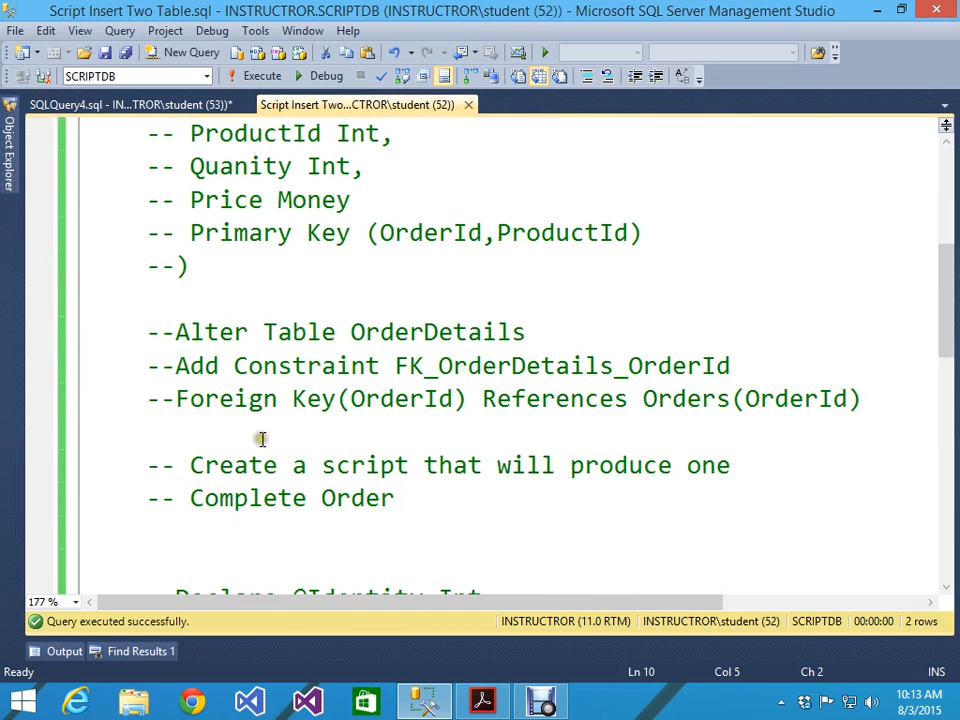 Script Insert Two Table.sql - INSTRUCTROR.SCRIPTDB (INSTRUCTROR\student (52)) - Microsoft SQL Server Management Studio
File Edit View Query Project Debug Tools Window Help
New Query
SCRIPTDB Execute Debug
SQLQuery4.sql - IN...TROR\student (53))* Script Insert Two...CTROR\student (52))
Object Explorer
-- ProductId Int,
-- Quanity Int,
-- Price Money
-- Primary Key (OrderId,ProductId)
--)
--Alter Table OrderDetails
--Add Constraint FK_OrderDetails_OrderId
--Foreign Key(OrderId) References Orders(OrderId)
-- Create a script that will produce one
-- Complete Order
Declare @Identity Int
177 %
Query executed successfully. INSTRUCTROR (11.0 RTM) INSTRUCTROR\student (52) SCRIPTDB 00:00:00 2 rows
Output Find Results 1
Ready Ln 10 Col 5 Ch 2 INS
10:13 AM
8/3/2015